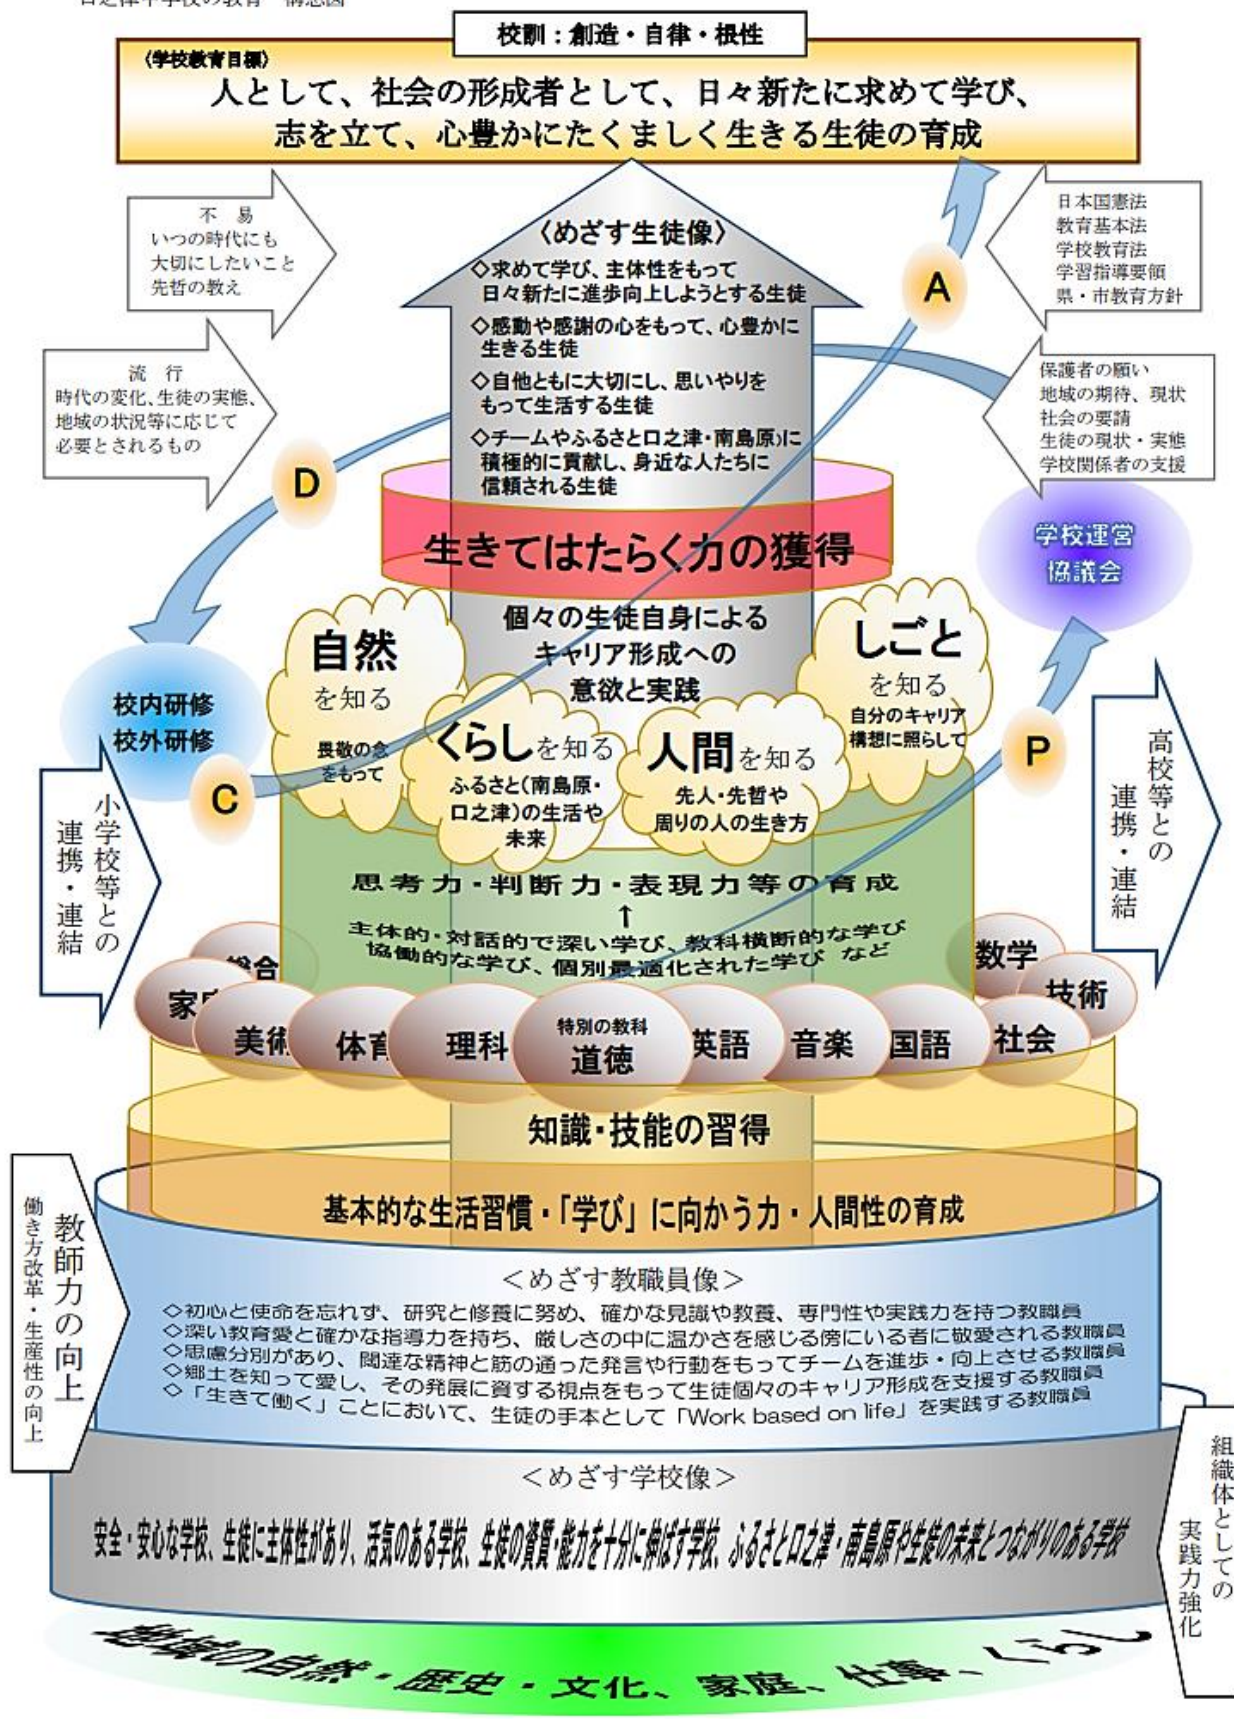 校訓：創造・自律・根性
〈学校教育目標〉
人として、社会の形成者として、日々新たに求めて学び、
志を立て、心豊かにたくましく生きる生徒の育成
不　易
いつの時代にも
大切にしたいこと
先哲の教え
流　行
時代の変化、生徒の実態、
地域の状況等に応じて
必要とされるもの
〈めざす生徒像〉
◇求めて学び、主体性をもって
日々新たに進歩向上しようとする生徒
◇感動や感謝の心をもって、心豊かに
生きる生徒
◇自他ともに大切にし、思いやりを
もって生活する生徒
◇チームやふるさと口之津・南島原)に
積極的に貢献し、身近な人たちに
信頼される生徒
A
日本国憲法
教育基本法
学校教育法
学習指導要領
県・市教育方針
保護者の願い
地域の期待、現状
社会の要請
生徒の現状・実態
学校関係者の支援
D
生きてはたらく力の獲得
学校運営
協議会
個々の生徒自身による
キャリア形成への
意欲と実践
自然
を知る
畏敬の念
をもって
くらしを知る
ふるさと(南島原・
口之津)の生活や
未来
人間を知る
先人・先哲や
周りの人の生き方
しごと
を知る
自分のキャリア
構想に照らして
校内研修
校外研修
C
P
小学校等との
連携・連結
高校等との
連携・連結
思考力・判断力・表現力等の育成
↑
主体的・対話的で深い学び、教科横断的な学び
協働的な学び、個別最適化された学び など
総合
数学
技術
美術
体育
理科
特別の教科
道徳
英語
音楽
国語
社会
知識・技能の習得
基本的な生活習慣・「学び」に向かう力・人間性の育成
教師力の向上
働き方改革・生産性の向上
＜めざす教職員像＞
◇初心と使命を忘れず、研究と修養に努め、確かな見識や教養、専門性や実践力を持つ教職員
◇深い教育愛と確かな指導力を持ち、厳しさの中に温かさを感じる傍にいる者に敬愛される教職員
◇思慮分別があり、闊達な精神と筋の通った発言や行動をもってチームを進歩・向上させる教職員
◇郷土を知って愛し、その発展に資する視点をもって生徒個々のキャリア形成を支援する教職員
◇「生きて働く」ことにおいて、生徒の手本として「Work based on life」を実践する教職員
＜めざす学校像＞
安全・安心な学校、生徒に主体性があり、活気のある学校、生徒の資質・能力を十分に伸ばす学校、ふるさと口之津・南島原や生徒の未来とつながりのある学校
組織体としての
実践力強化
地域の自然・歴史・文化、家庭、仕事、くらし